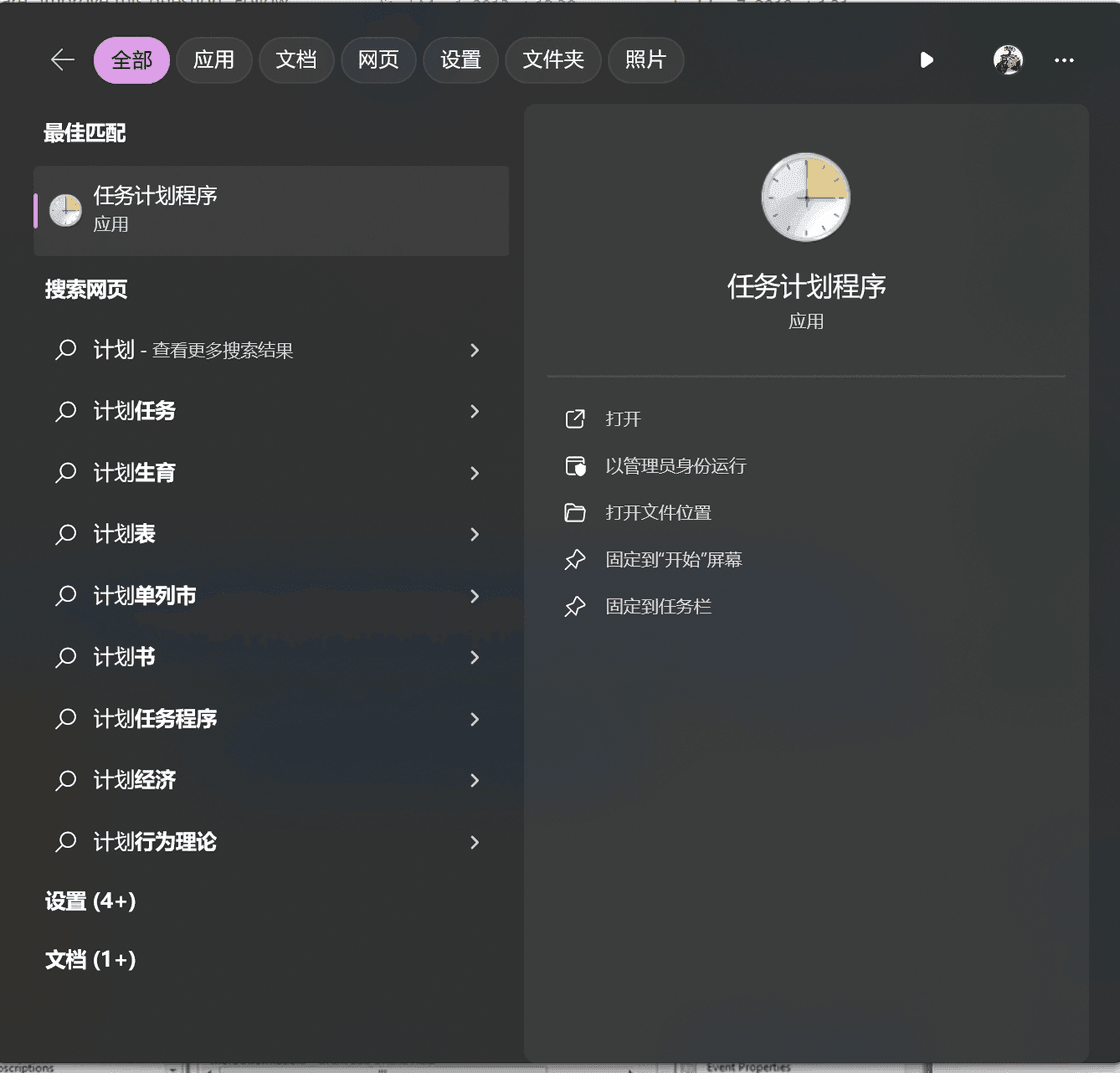 全部
应用
文档
网页
设置
文件夹
照片
最佳匹配
任务计划程序
应用
搜索网页
计划 - 查看更多搜索结果
计划任务
计划生育
计划表
计划单列市
计划书
计划任务程序
计划经济
计划行为理论
设置 (4+)
文档 (1+)
任务计划程序
应用
打开
以管理员身份运行
打开文件位置
固定到“开始”屏幕
固定到任务栏
Event Properties